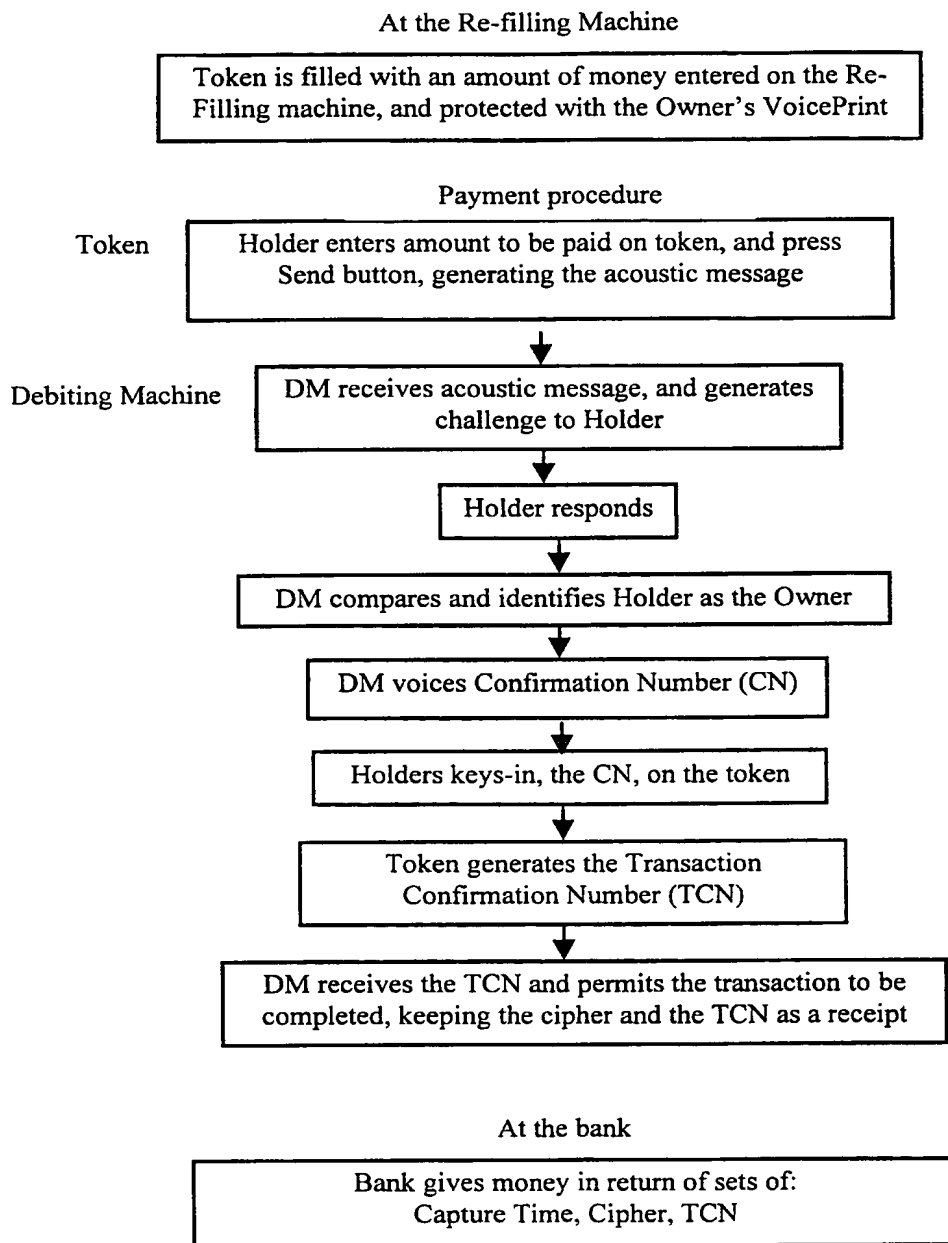 At the Re-filling Machine
Token is filled with an amount of money entered on the Re-
Filling machine, and protected with the Owner's VoicePrint
Payment procedure
Token
Holder enters amount to be paid on token, and press
Send button, generating the acoustic message
Debiting Machine
DM receives acoustic message, and generates
challenge to Holder
Holder responds
DM compares and identifies Holder as the Owner
DM voices Confirmation Number (CN)
Holders keys-in, the CN, on the token
Token generates the Transaction
Confirmation Number (TCN)
DM receives the TCN and permits the transaction to be
completed, keeping the cipher and the TCN as a receipt
At the bank
Bank gives money in return of sets of:
Capture Time, Cipher, TCN